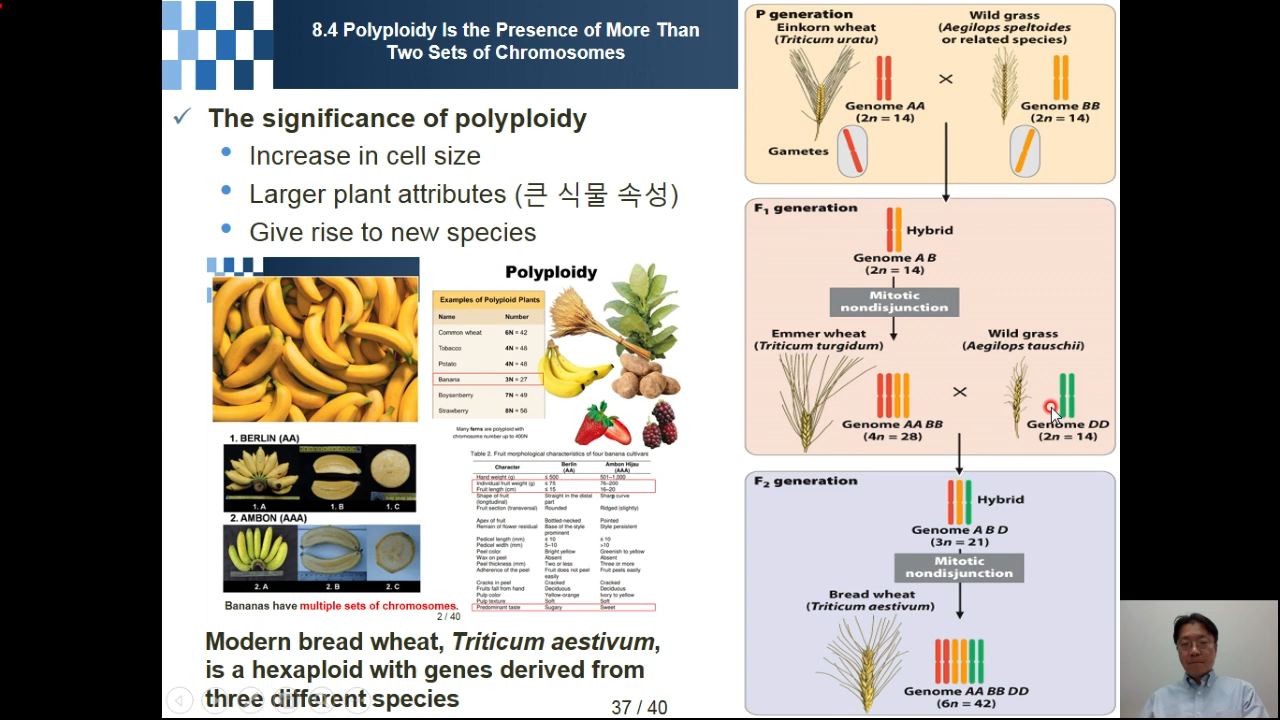 8.4 Polyploidy Is the Presence of More Than
Two Sets of Chromosomes
The significance of polyploidy
Increase in cell size
Larger plant attributes (큰 식물 속성)
Give rise to new species
Polyploidy
Examples of Polyploid Plants
Name Number
Common wheat 6N = 42
Tobacco 4N = 48
Potato 4N = 48
Banana 3N = 27
Boysenberry 7N = 49
Strawberry 8N = 56
Many ferns are polyploid with
chromosome number up to 400N
1. BERLIN (AA)
1. A 1. B 1. C
2. AMBON (AAA)
2. A 2. B 2. C
Bananas have multiple sets of chromosomes.
2 / 40
Table 2. Fruit morphological characteristics of four banana cultivars
Character Berlin (AA) Ambon Hijau (AAA)
Hand weight (g) ≤ 500 501–1.000
Individual fruit weight (g) ≤ 75 76–200
Fruit length (cm) ≤ 15 16–20
Shape of fruit (longitudinal) Straight in the distal part Sharp curve
Fruit section (transversal) Rounded Ridged (slightly)
Apex of fruit Bottled-necked Pointed
Remain of flower residual Base of the style prominent Style persistent
Pedicel length (mm) ≤ 10 ≤ 10
Pedicel width (mm) 5–10 >10
Peel color Bright yellow Greenish to yellow
Wax on peel Absent Absent
Peel thickness (mm) Two or less Three or more
Adherence of the peel Fruit does not peel easily Fruit peels easily
Cracks in peel Cracked Cracked
Fruits fall from hand Deciduous Deciduous
Pulp color Yellow-orange Ivory to yellow
Pulp texture Soft Soft
Predominant taste Sugary Sweet
Modern bread wheat, Triticum aestivum,
is a hexaploid with genes derived from
three different species
37 / 40
P generation
Einkorn wheat
(Triticum uratu)
Wild grass
(Aegilops speltoides
or related species)
×
Genome AA
(2n = 14)
Genome BB
(2n = 14)
Gametes
F1 generation
Hybrid
Genome A B
(2n = 14)
Mitotic
nondisjunction
Emmer wheat
(Triticum turgidum)
Wild grass
(Aegilops tauschii)
×
Genome AA BB
(4n = 28)
Genome DD
(2n = 14)
F2 generation
Hybrid
Genome A B D
(3n = 21)
Mitotic
nondisjunction
Bread wheat
(Triticum aestivum)
Genome AA BB DD
(6n = 42)